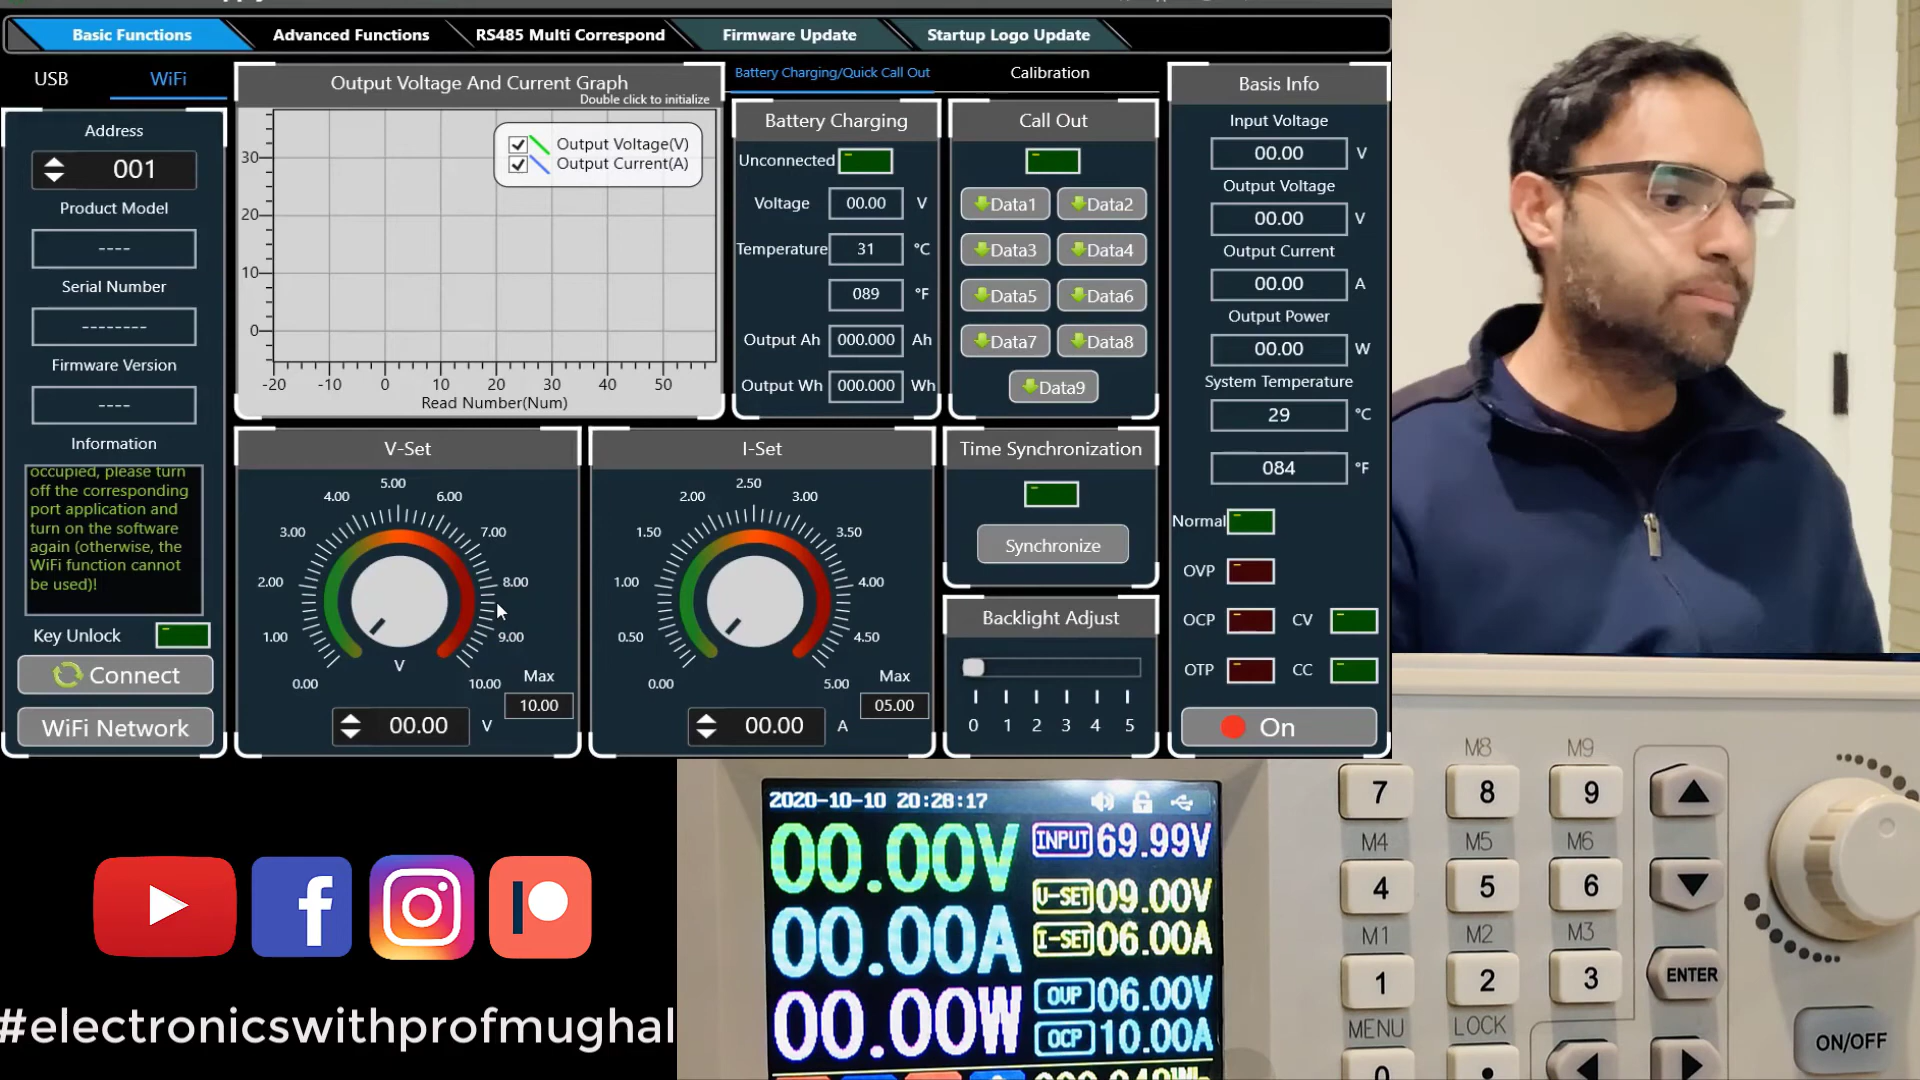 Basic Functions
Advanced Functions
RS485 Multi Correspond
Firmware Update
Startup Logo Update
USB
WiFi
Address
001
Product Model
----
Serial Number
--------
Firmware Version
----
Information
occupied, please turn
off the corresponding
port application and
turn on the software
again (otherwise, the
WiFi function cannot
be used)!
Key Unlock
Connect
WiFi Network
Output Voltage And Current Graph
Double click to initialize
Output Voltage(V)
Output Current(A)
30
20
10
0
-20 -10 0 10 20 30 40 50
Read Number(Num)
Battery Charging/Quick Call Out
Calibration
Battery Charging
Unconnected
Voltage 00.00 V
Temperature 31 °C
089 °F
Output Ah 000.000 Ah
Output Wh 000.000 Wh
Call Out
Data1 Data2
Data3 Data4
Data5 Data6
Data7 Data8
Data9
Basis Info
Input Voltage
00.00 V
Output Voltage
00.00 V
Output Current
00.00 A
Output Power
00.00 W
System Temperature
29 °C
084 °F
Normal
OVP
OCP CV
OTP CC
On
V-Set
5.00
4.00 6.00
3.00 7.00
2.00 8.00
1.00 9.00
V
0.00 10.00
Max
10.00
00.00 V
I-Set
2.50
2.00 3.00
1.50 3.50
1.00 4.00
0.50 4.50
0.00 5.00
Max
05.00
00.00 A
Time Synchronization
Synchronize
Backlight Adjust
0 1 2 3 4 5
#electronicswithprofmughal
2020-10-10 20:28:17
00.00V
00.00A
00.00W
INPUT 69.99V
V-SET 09.00V
I-SET 06.00A
OVP 06.00V
OCP 10.00A
M8 M9
7 8 9
M4 M5 M6
4 5 6
M1 M2 M3
1 2 3
MENU LOCK
0 .
ENTER
ON/OFF